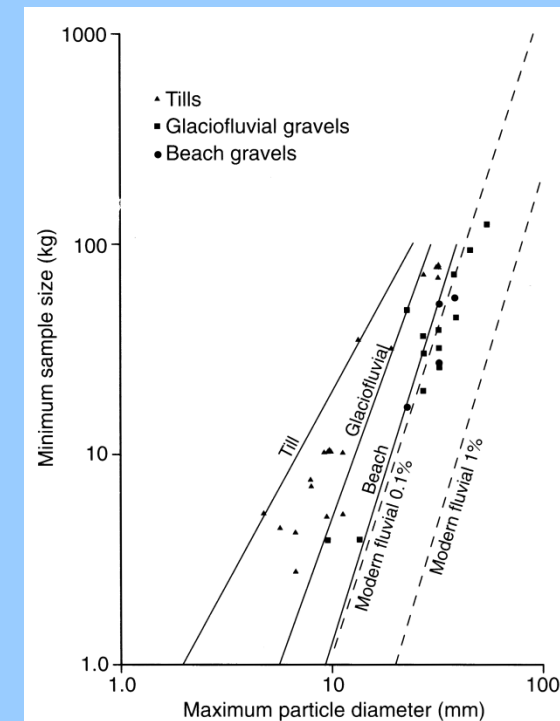 1000
▲ Tills
■ Glaciofluvial gravels
● Beach gravels
100
10
1.0
Minimum sample size (kg)
Till
Glaciofluvial
Beach
Modern fluvial 0.1%
Modern fluvial 1%
1.0
10
100
Maximum particle diameter (mm)